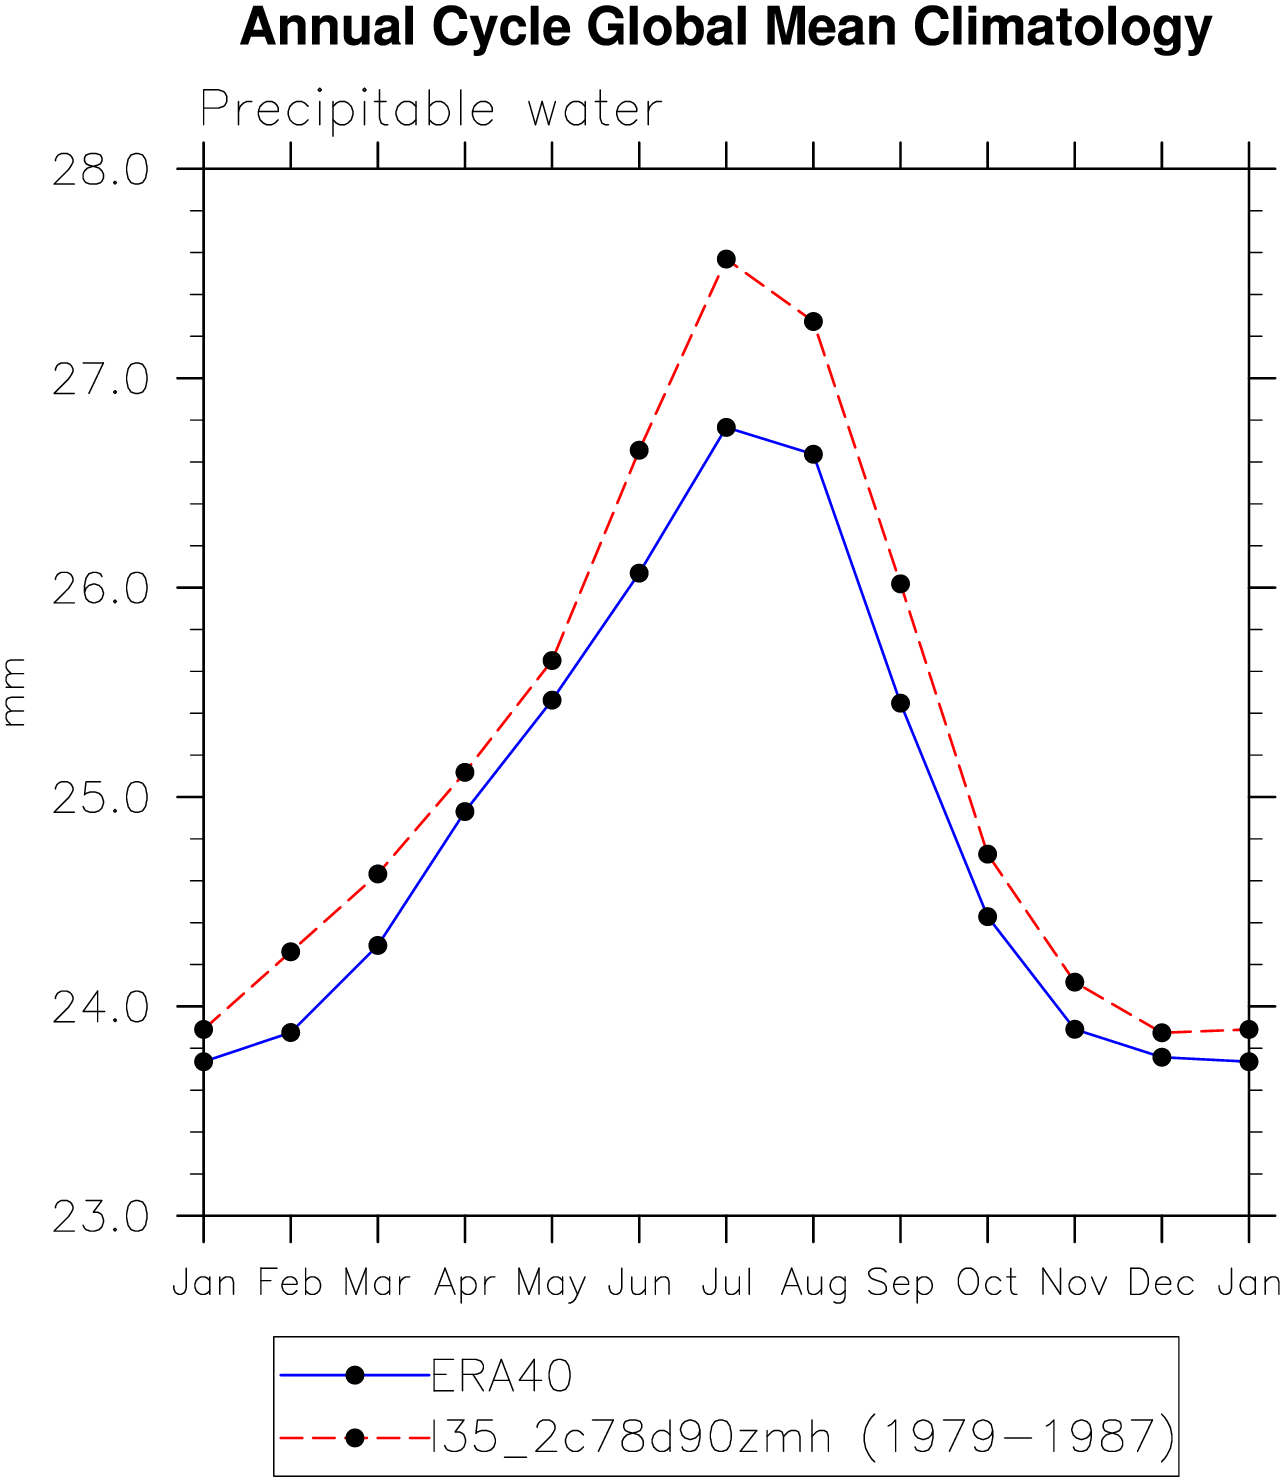 Annual Cycle Global Mean Climatology
Precipitable water
28.0
27.0
26.0
25.0
24.0
23.0
mm
Jan Feb Mar Apr May Jun Jul Aug Sep Oct Nov Dec Jan
ERA40
I35_2c78d90zmh (1979-1987)